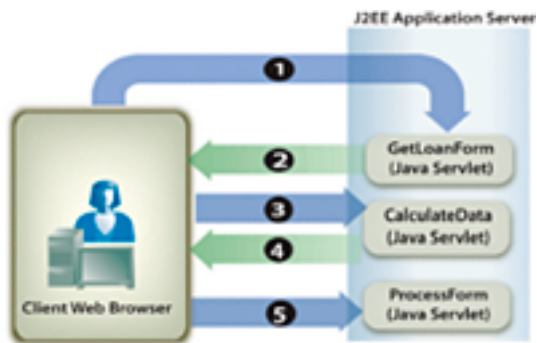 J2EE Application Server
1
GetLoanForm
(Java Servlet)
2
3
CalculateData
(Java Servlet)
4
Client Web Browser
5
ProcessForm
(Java Servlet)